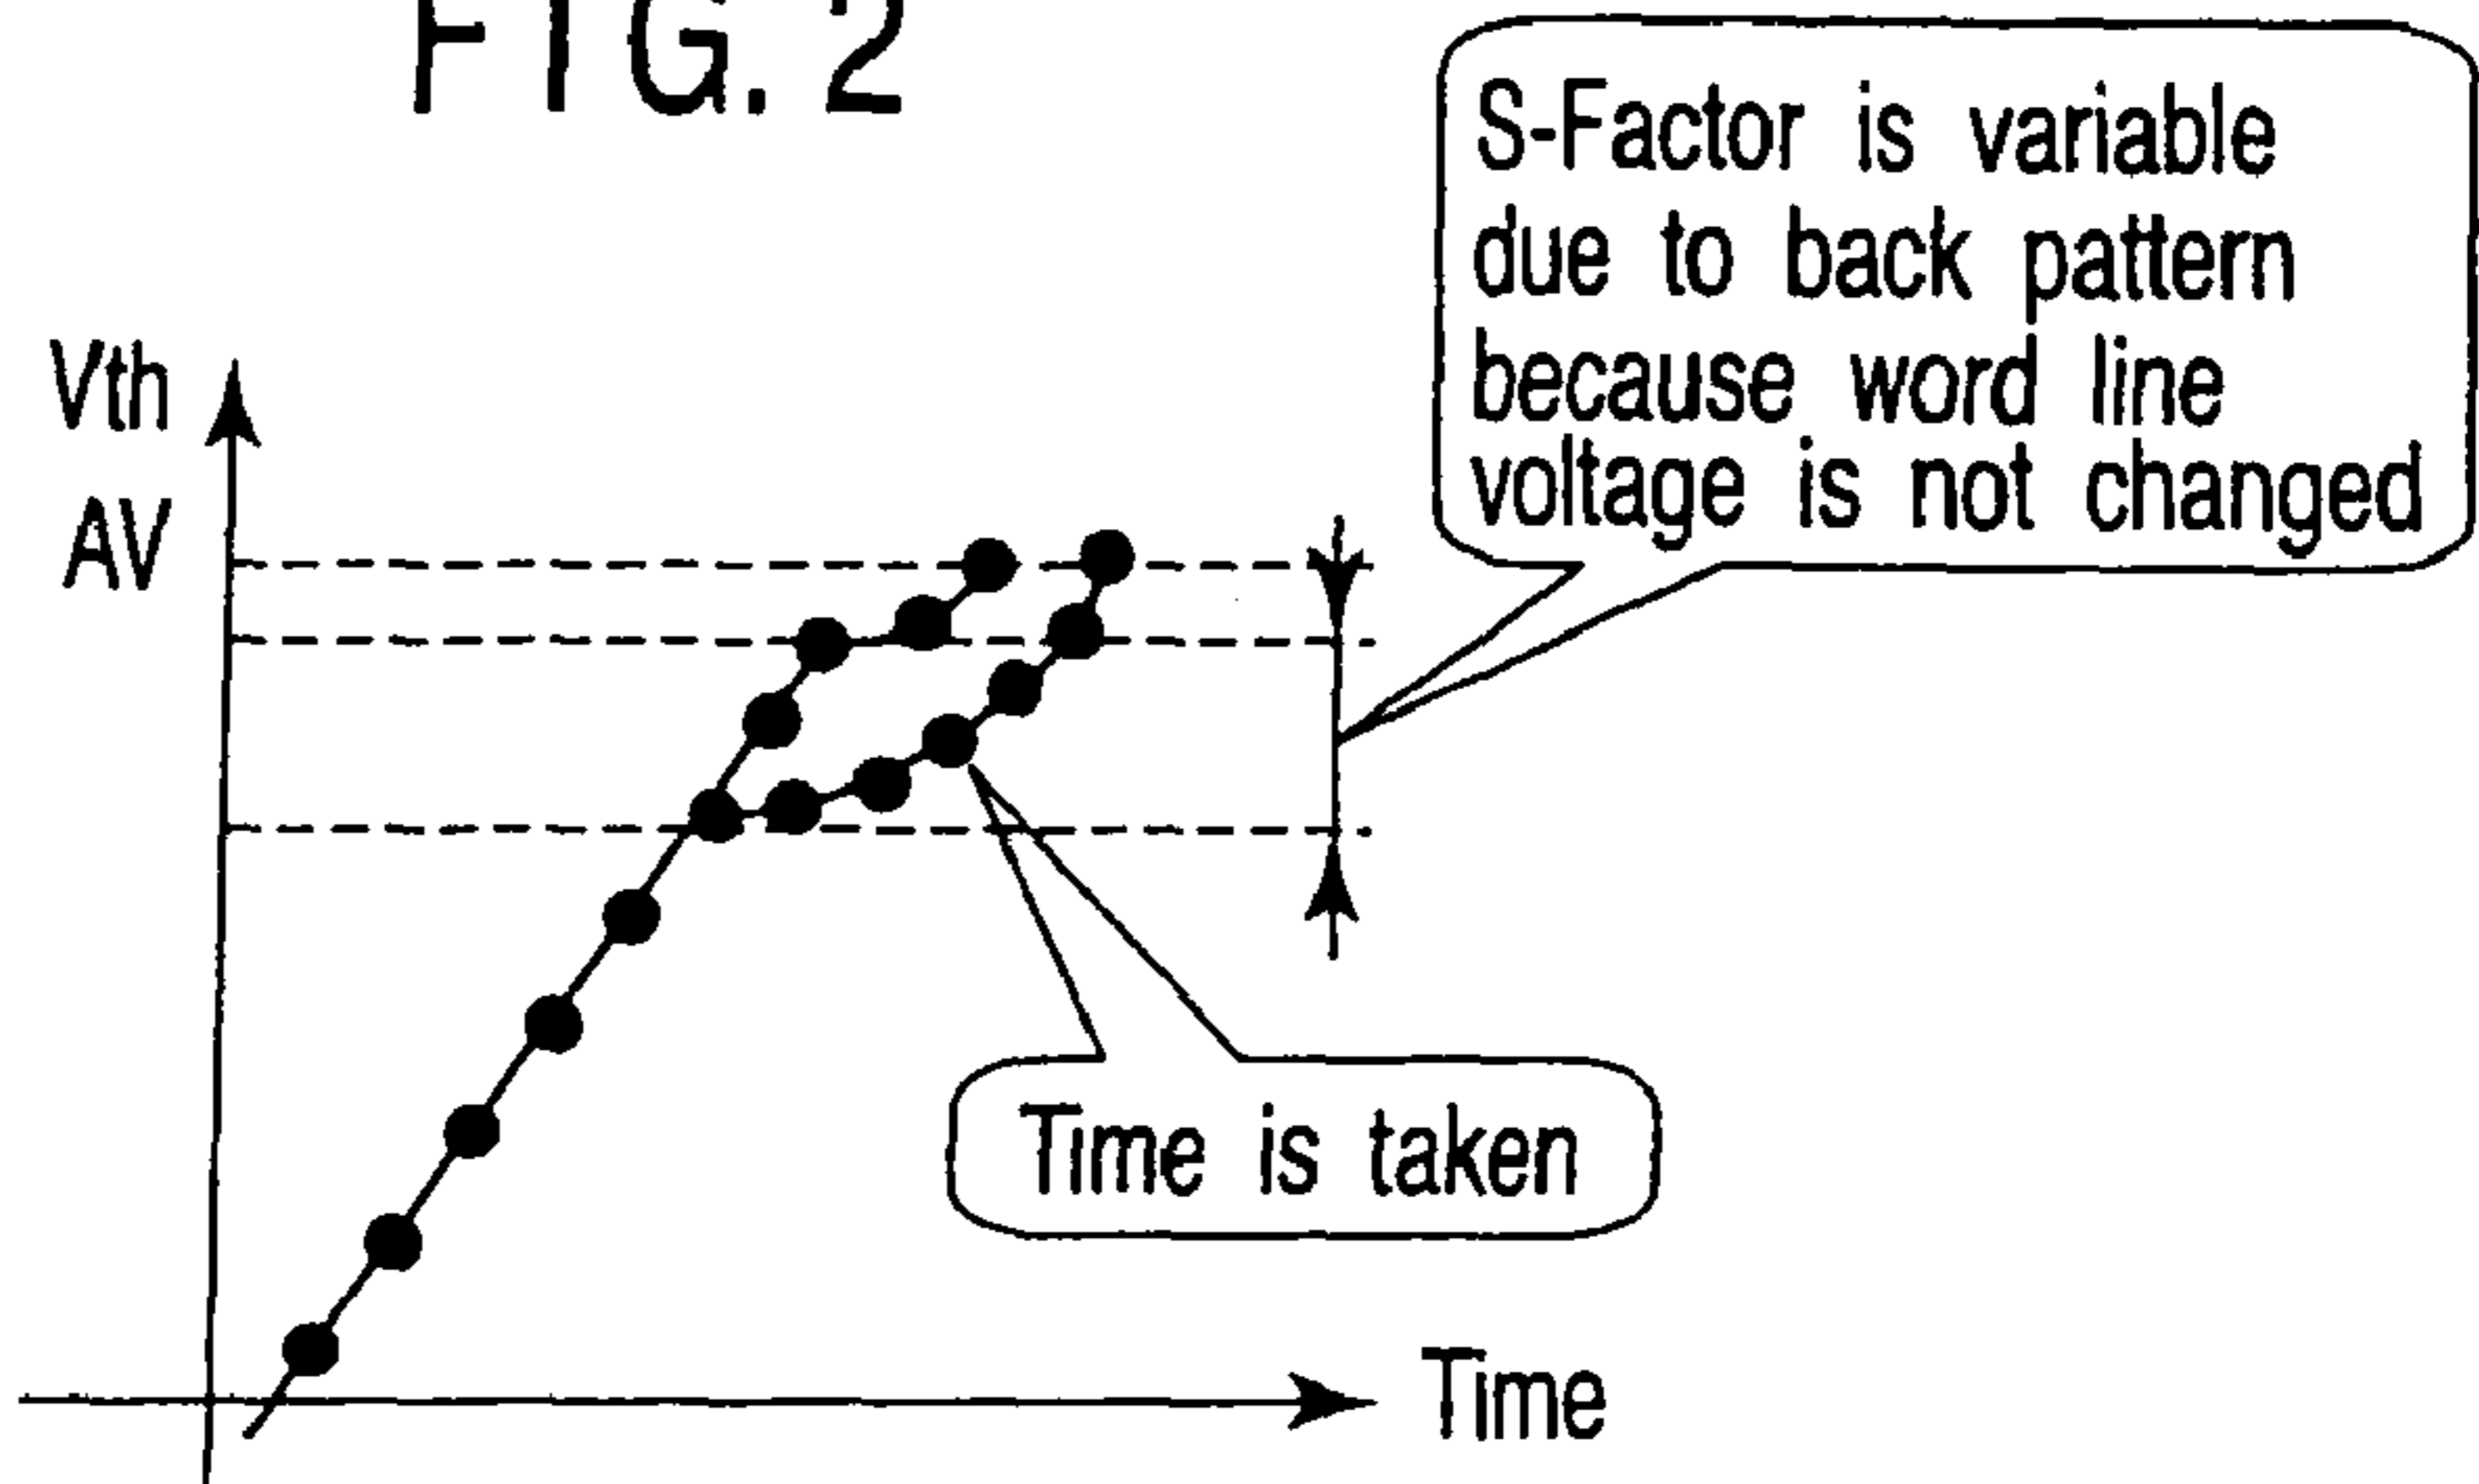 FIG. 2
S-Factor is variable
due to back pattern
because word line
voltage is not changed
Vth
AV
Time is taken
Time